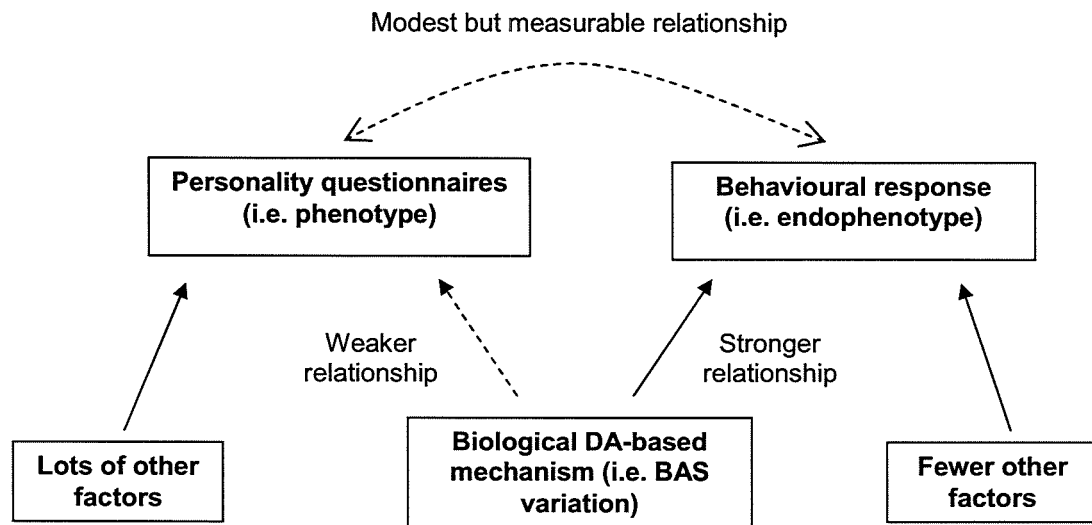 Modest but measurable relationship
Personality questionnaires
(i.e. phenotype)
Behavioural response
(i.e. endophenotype)
Weaker
relationship
Stronger
relationship
Lots of other
factors
Biological DA-based
mechanism (i.e. BAS
variation)
Fewer other
factors